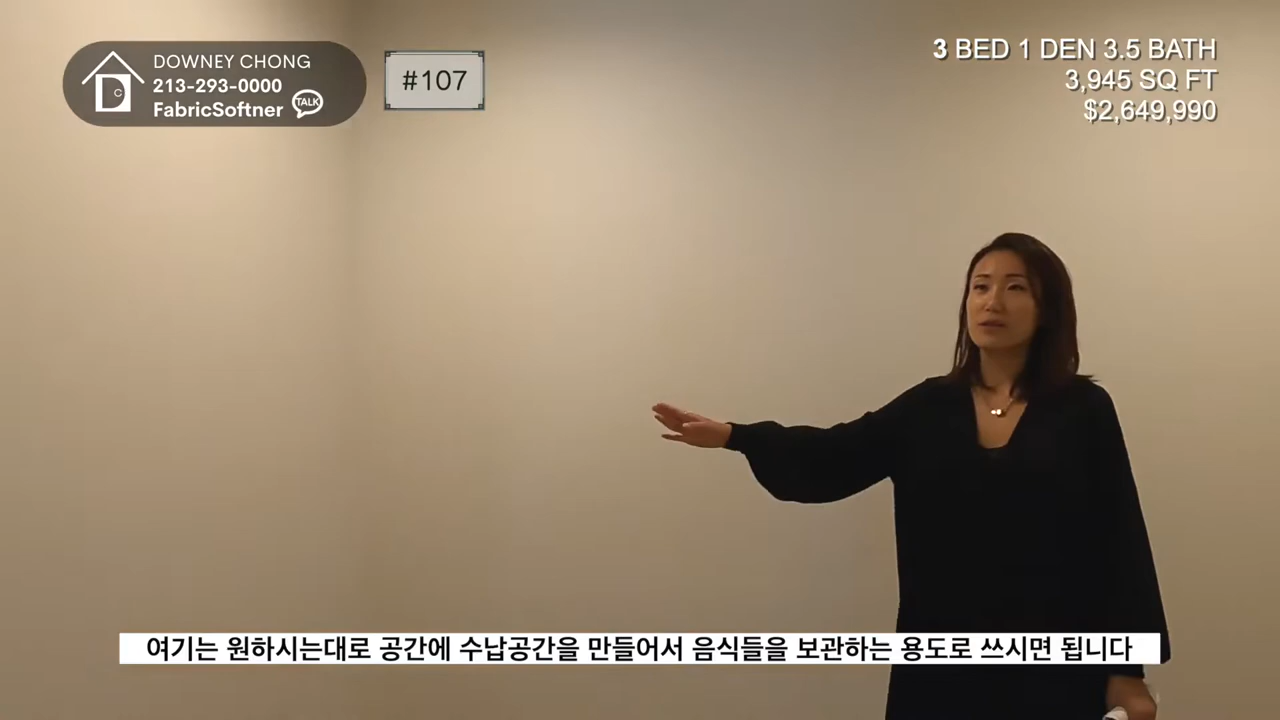 DOWNEY CHONG
213-293-0000
FabricSoftner TALK
DC
#107
3 BED 1 DEN 3.5 BATH
3,945 SQ FT
$2,649,990
여기는 원하시는대로 공간에 수납공간을 만들어서 음식들을 보관하는 용도로 쓰시면 됩니다